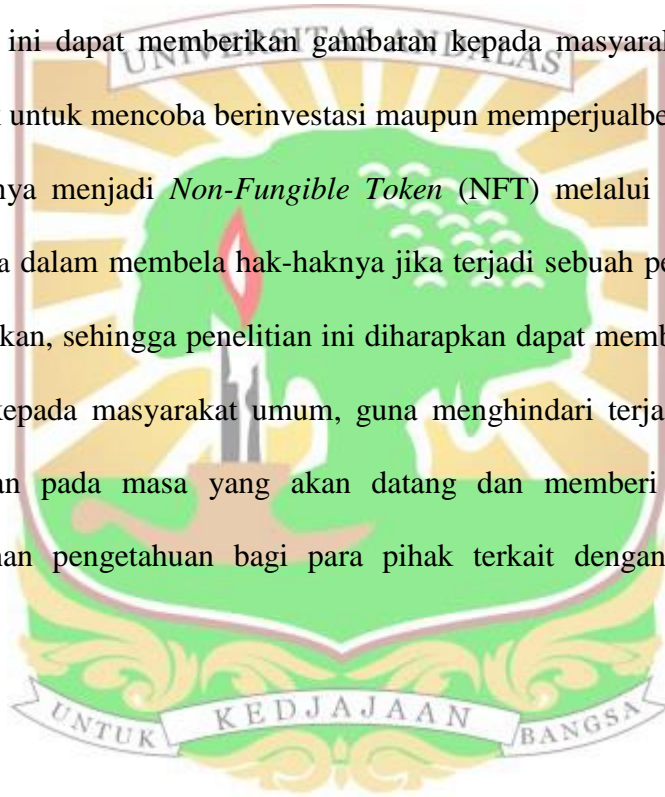 ini dapat memberikan gambaran kepada masyarak
UNIVERSITAS ANDALAS
untuk mencoba berinvestasi maupun memperjualbe
nya menjadi Non-Fungible Token (NFT) melalui
a dalam membela hak-haknya jika terjadi sebuah pe
kan, sehingga penelitian ini diharapkan dapat memb
kepada masyarakat umum, guna menghindari terja
an pada masa yang akan datang dan memberi
han pengetahuan bagi para pihak terkait dengan
UNTUK KEDJAJAAN BANGSA